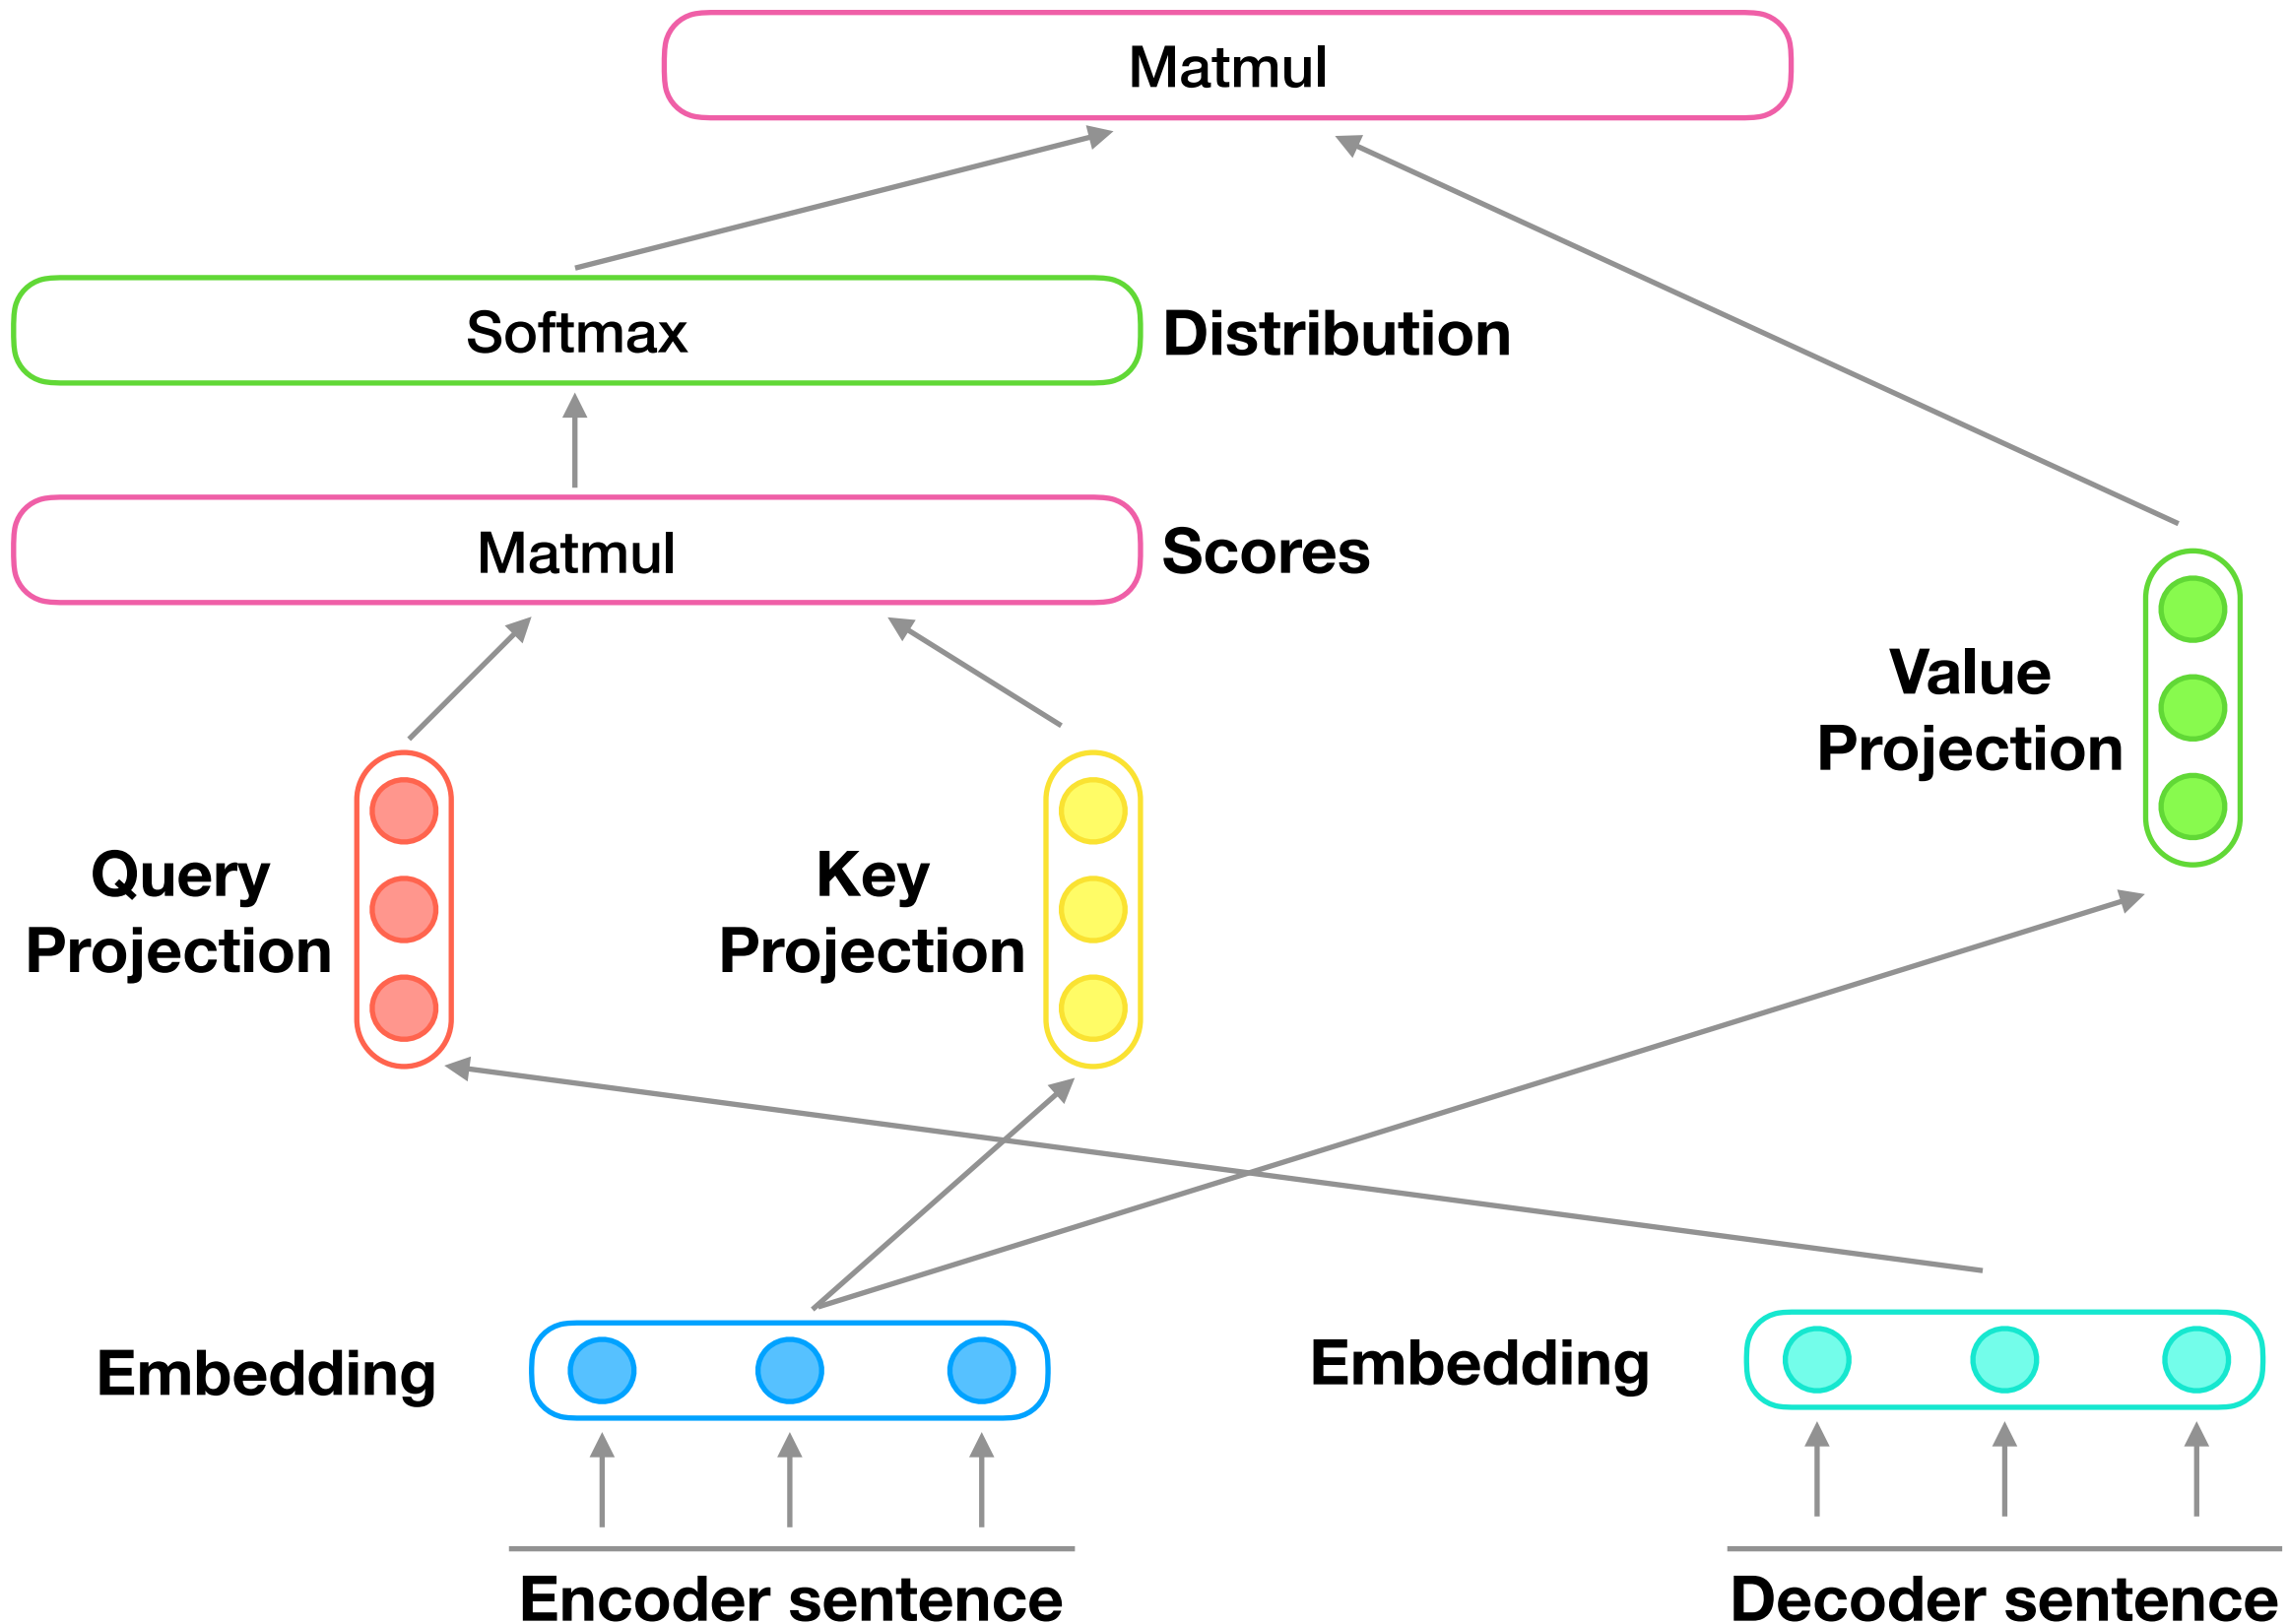 Matmul
Softmax
Distribution
Matmul
Scores
Value
Projection
Query
Projection
Key
Projection
Embedding
Embedding
Encoder sentence
Decoder sentence